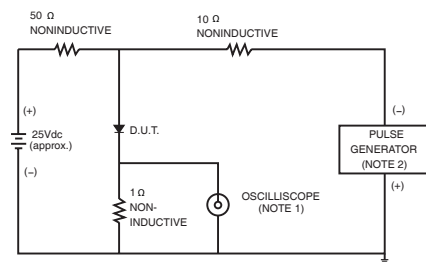 50 Ω
NONINDUCTIVE
10 Ω
NONINDUCTIVE
(+)
25Vdc
(approx.)
(−)
D.U.T.
1 Ω
NON-
INDUCTIVE
OSCILLISCOPE
(NOTE 1)
(−)
PULSE
GENERATOR
(NOTE 2)
(+)